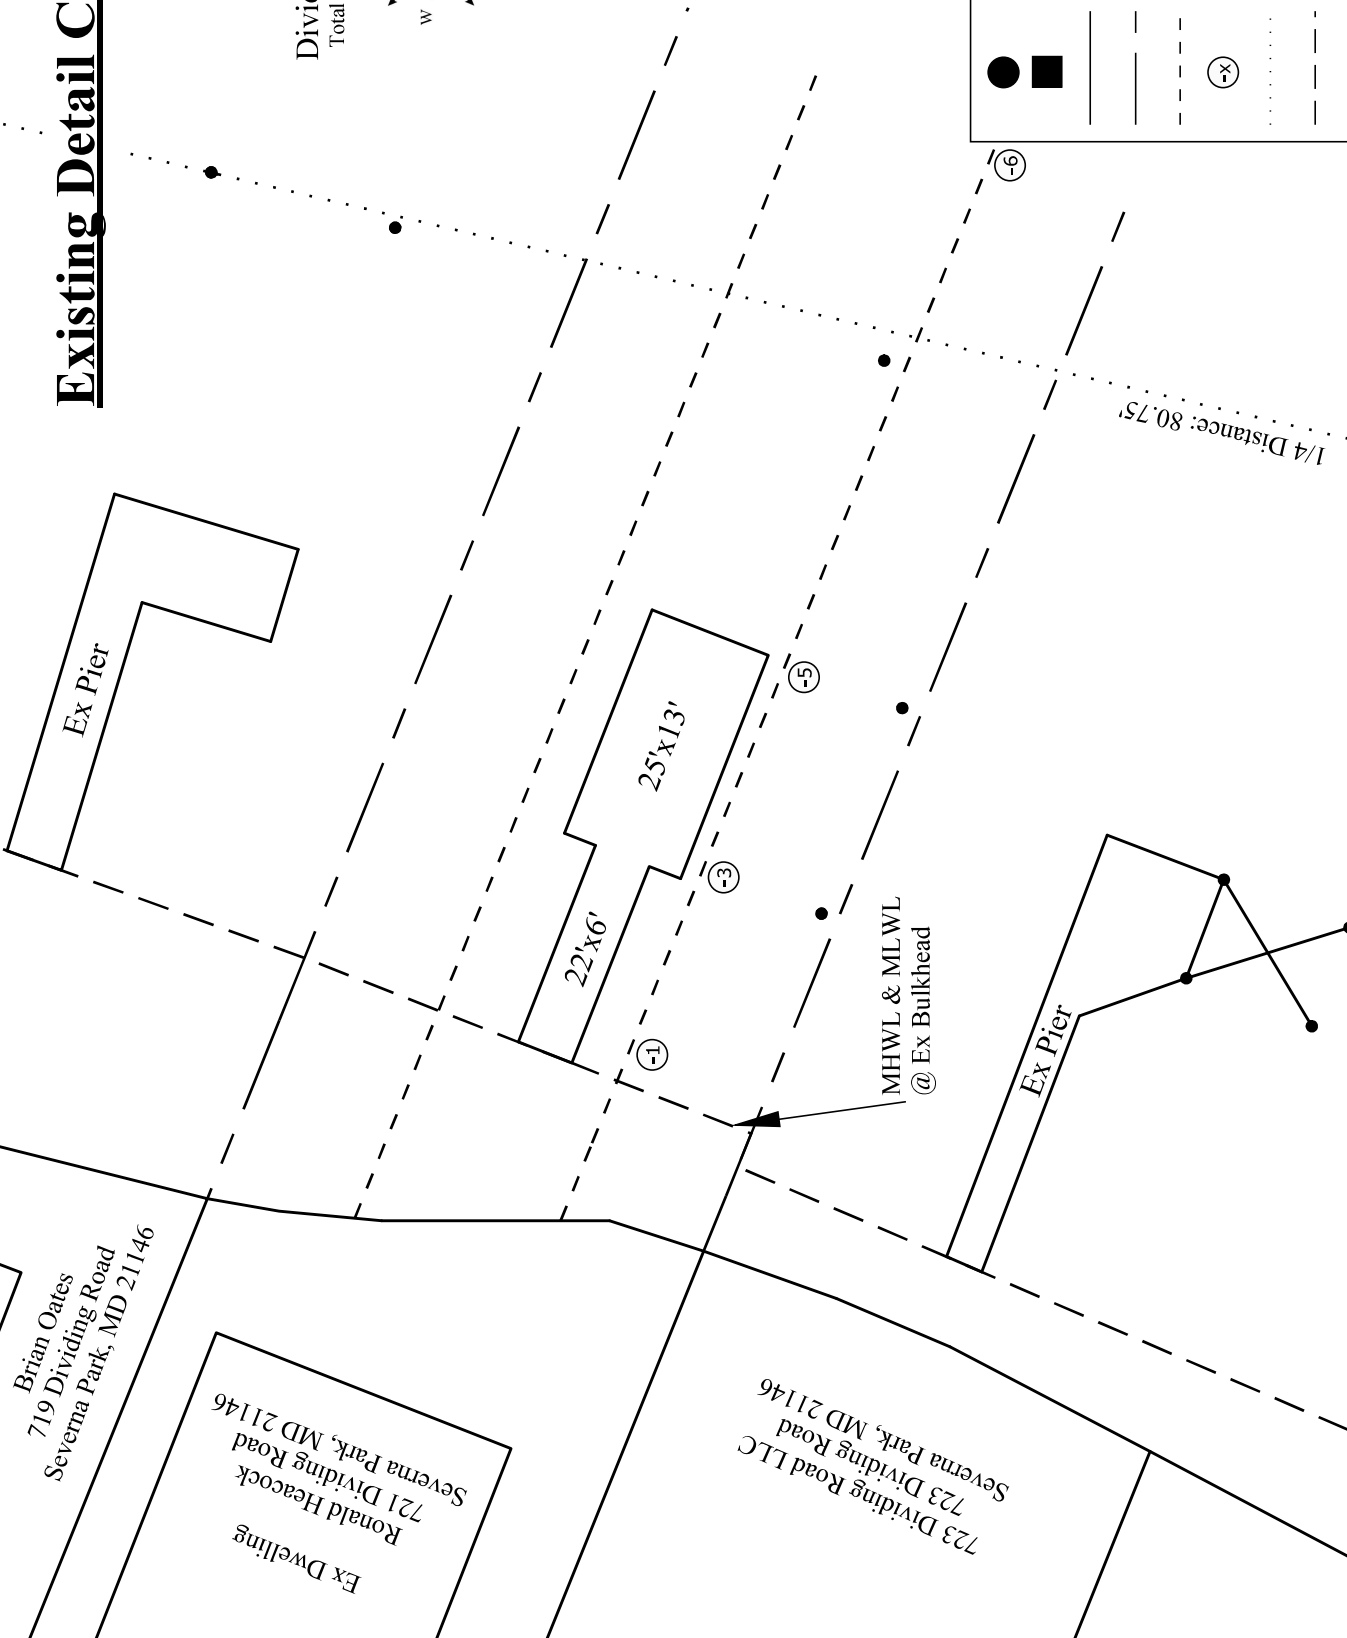 Existing Detail C
Divid
Total
w
-x
-6
1/4 Distance: 80.75'
Ex Pier
25'x13'
-5
22'x6'
-3
-1
MHWL & MLWL
@ Ex Bulkhead
Ex Pier
Brian Oates
719 Dividing Road
Severna Park, MD 21146
Ex Dwelling
Ronald Heacock
721 Dividing Road
Severna Park, MD 21146
723 Dividing Road LLC
723 Dividing Road
Severna Park, MD 21146